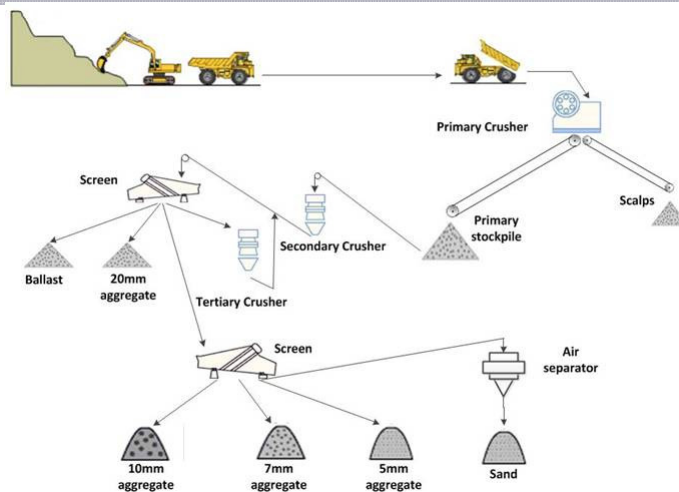 Primary Crusher
Screen
Scalps
Primary
stockpile
Secondary Crusher
Ballast
20mm
aggregate
Tertiary Crusher
Screen
Air
separator
10mm
aggregate
7mm
aggregate
5mm
aggregate
Sand